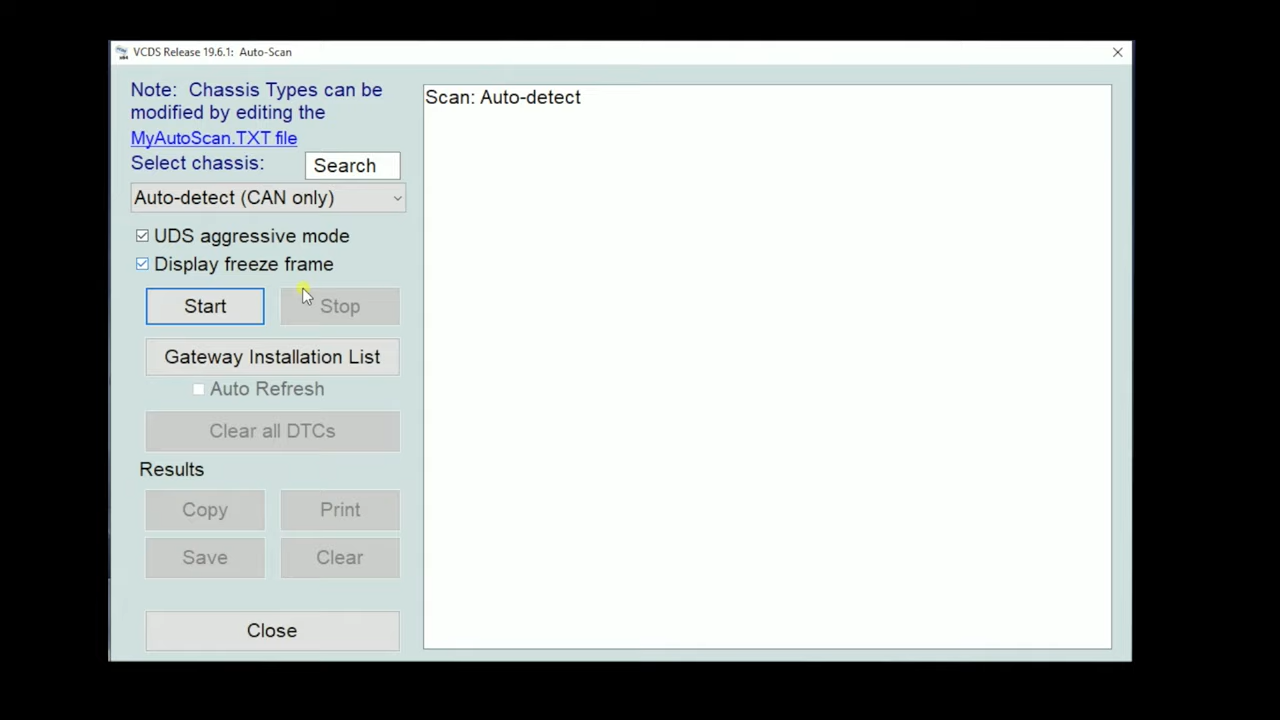 VCDS Release 19.6.1: Auto-Scan
Note: Chassis Types can be
modified by editing the
MyAutoScan.TXT file
Select chassis:
Search
Auto-detect (CAN only)
UDS aggressive mode
Display freeze frame
Start
Stop
Gateway Installation List
Auto Refresh
Clear all DTCs
Results
Copy
Print
Save
Clear
Close
Scan: Auto-detect